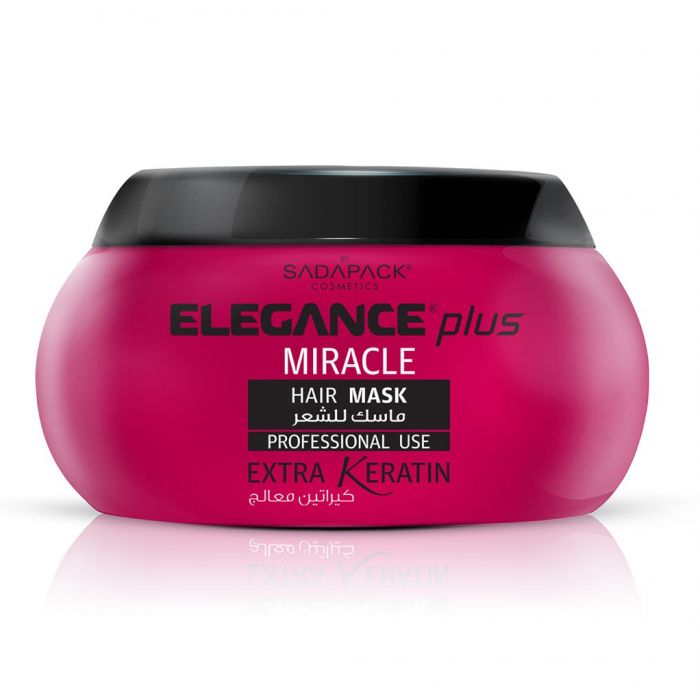 BY
SADAPACK®
COSMETICS
ELEGANCE® plus
MIRACLE
HAIR MASK
ماسك للشعر
PROFESSIONAL USE
EXTRA KERATIN
كيراتين معالج